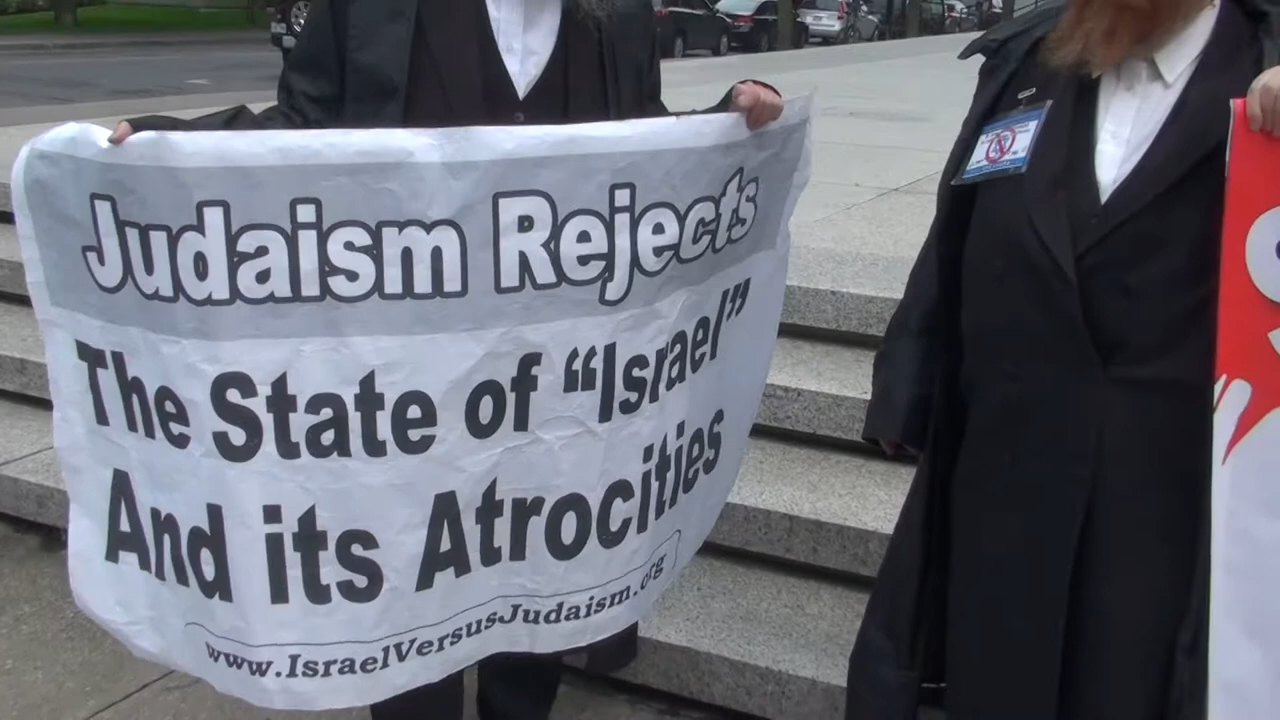 Judaism Rejects
The State of “Israel”
And its Atrocities
www.IsraelVersusJudaism.org